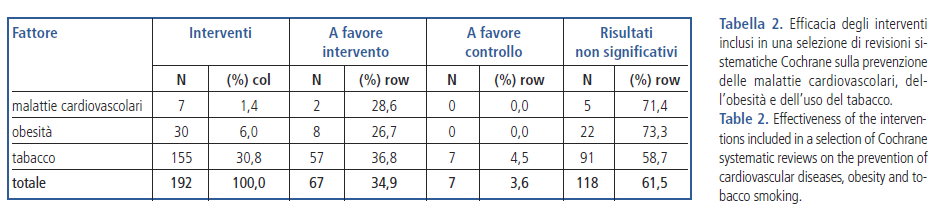 Fattore Interventi A favore intervento A favore controllo Risultati non significativi
N (%) col N (%) row N (%) row N (%) row
malattie cardiovascolari 7 1,4 2 28,6 0 0,0 5 71,4
obesità 30 6,0 8 26,7 0 0,0 22 73,3
tabacco 155 30,8 57 36,8 7 4,5 91 58,7
totale 192 100,0 67 34,9 7 3,6 118 61,5
Tabella 2. Efficacia degli interventi
inclusi in una selezione di revisioni si-
stematiche Cochrane sulla prevenzione
delle malattie cardiovascolari, del-
l'obesità e dell'uso del tabacco.
Table 2. Effectiveness of the interven-
tions included in a selection of Cochrane
systematic reviews on the prevention of
cardiovascular diseases, obesity and to-
bacco smoking.